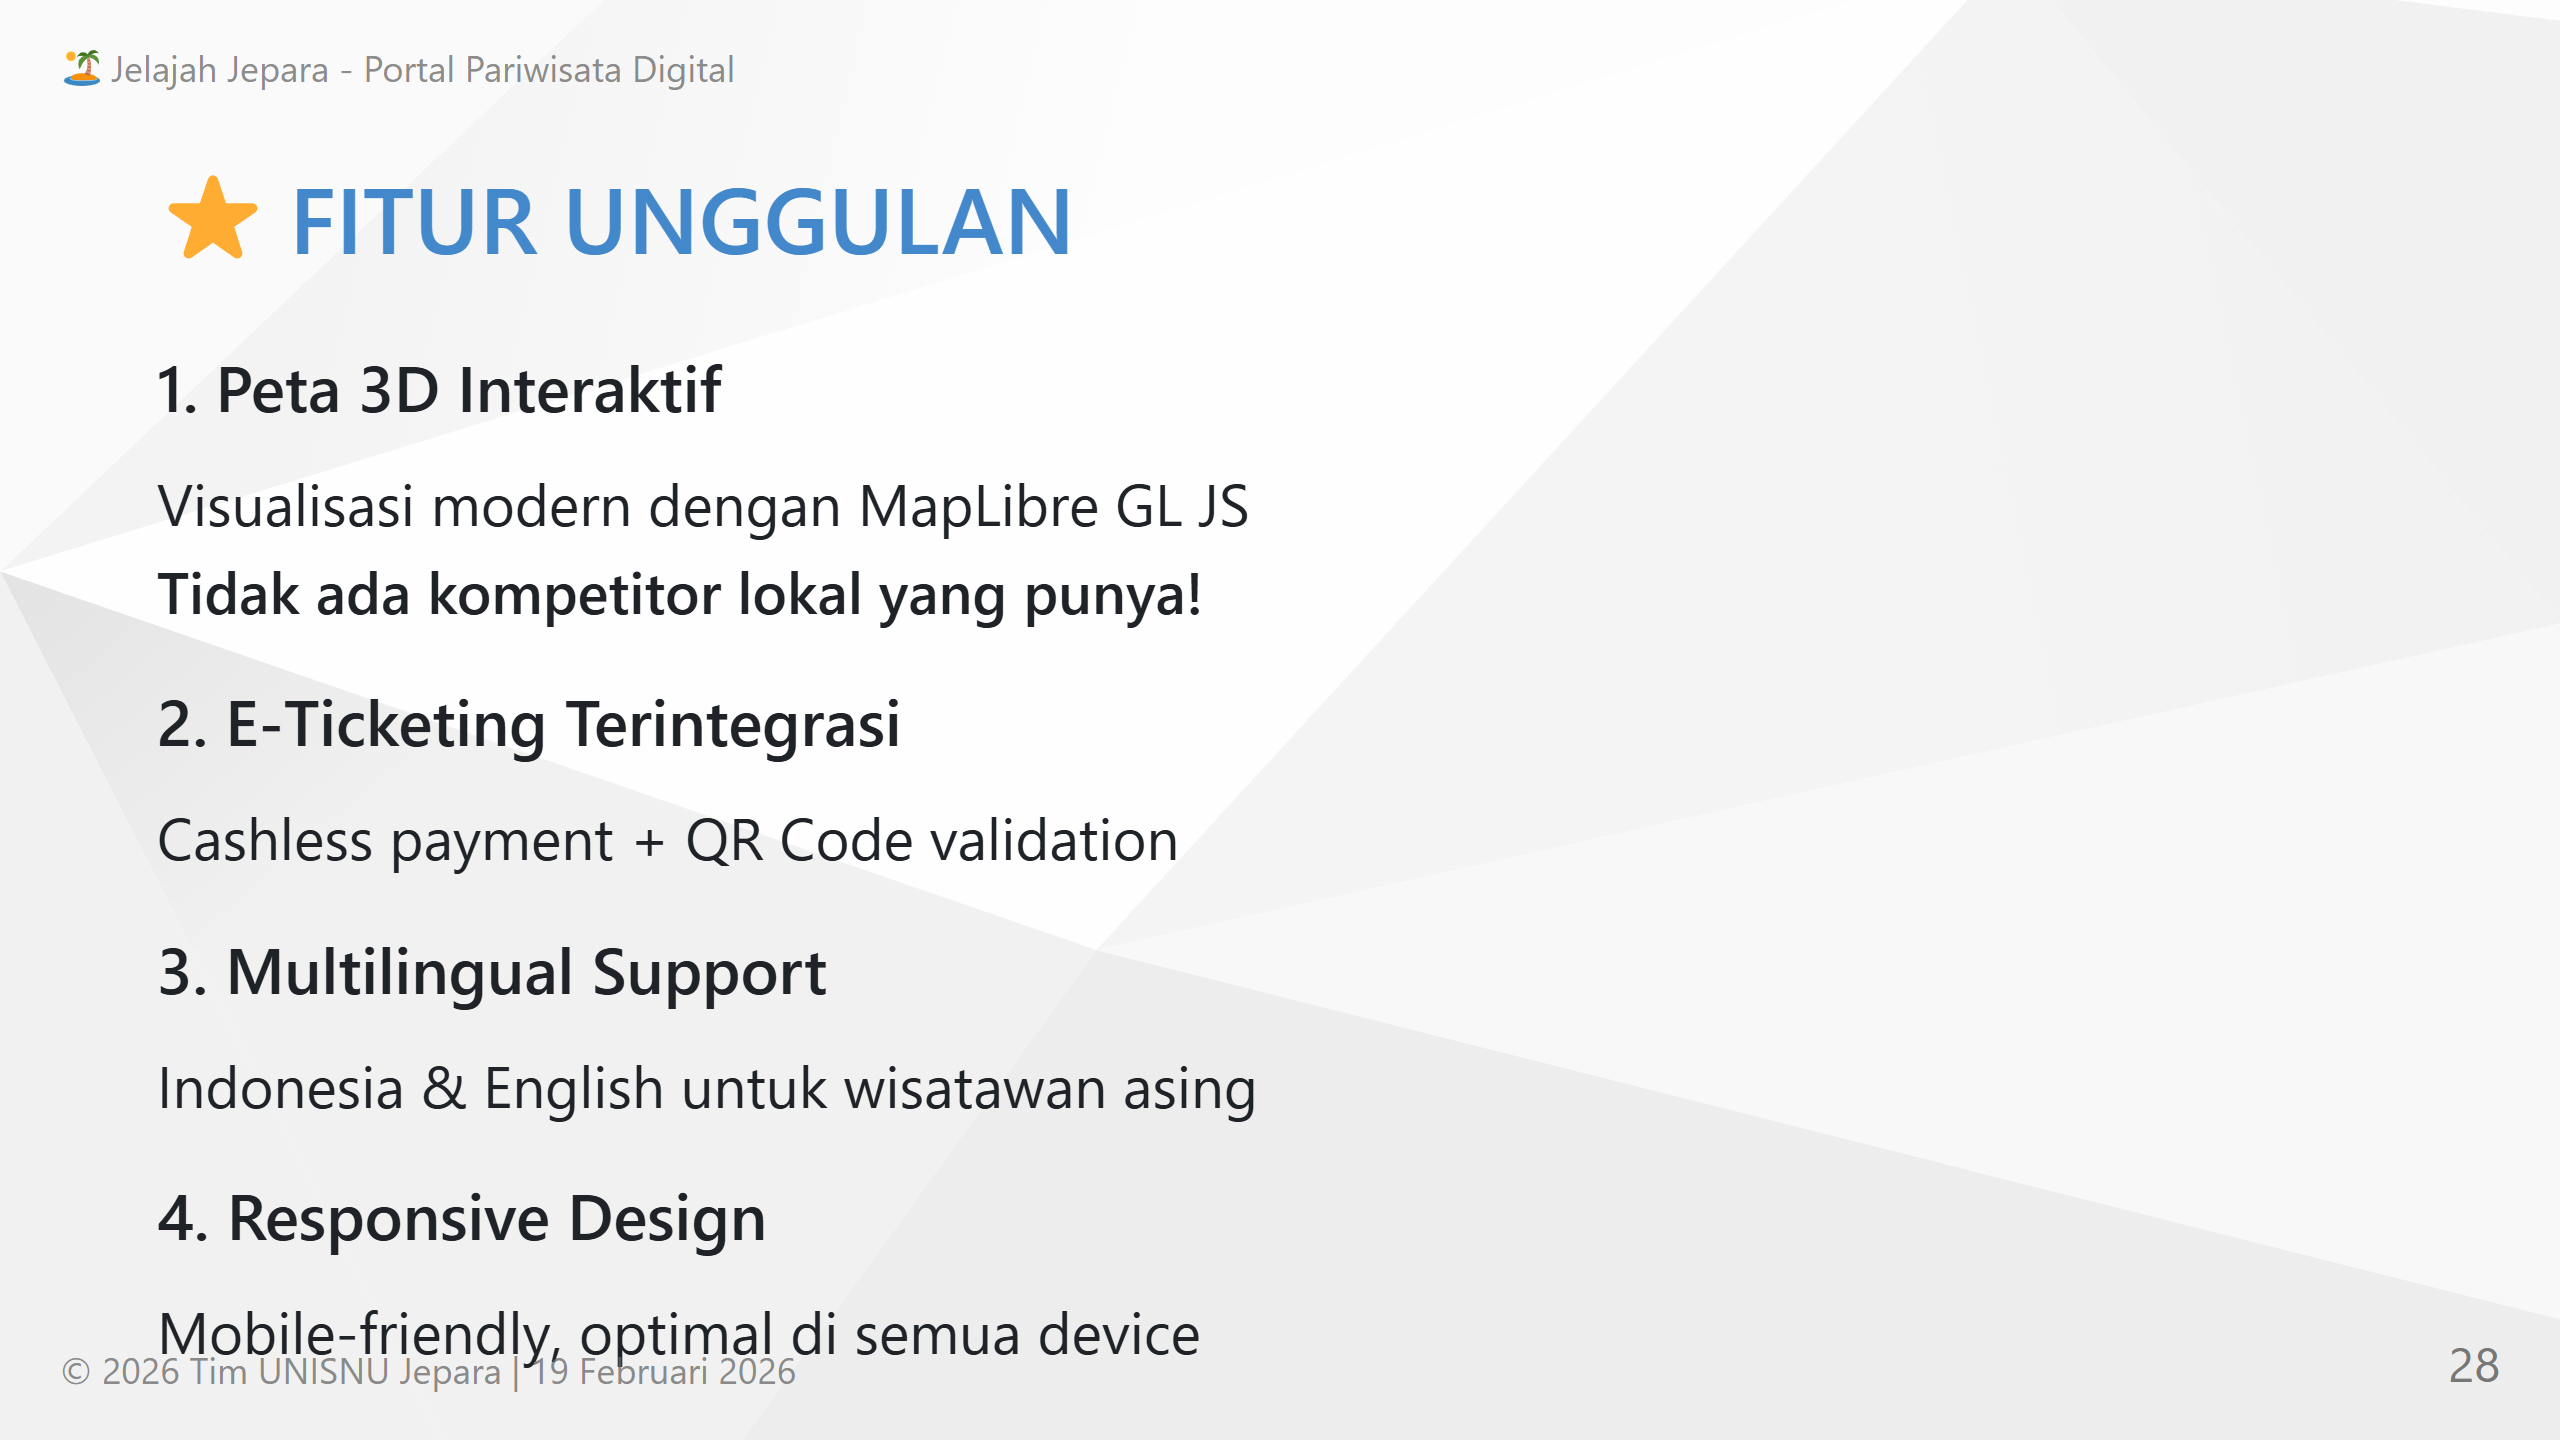 Jelajah Jepara - Portal Pariwisata Digital
FITUR UNGGULAN
1. Peta 3D Interaktif
Visualisasi modern dengan MapLibre GL JS
Tidak ada kompetitor lokal yang punya!
2. E-Ticketing Terintegrasi
Cashless payment + QR Code validation
3. Multilingual Support
Indonesia & English untuk wisatawan asing
4. Responsive Design
Mobile-friendly, optimal di semua device
© 2026 Tim UNISNU Jepara | 19 Februari 2026
28